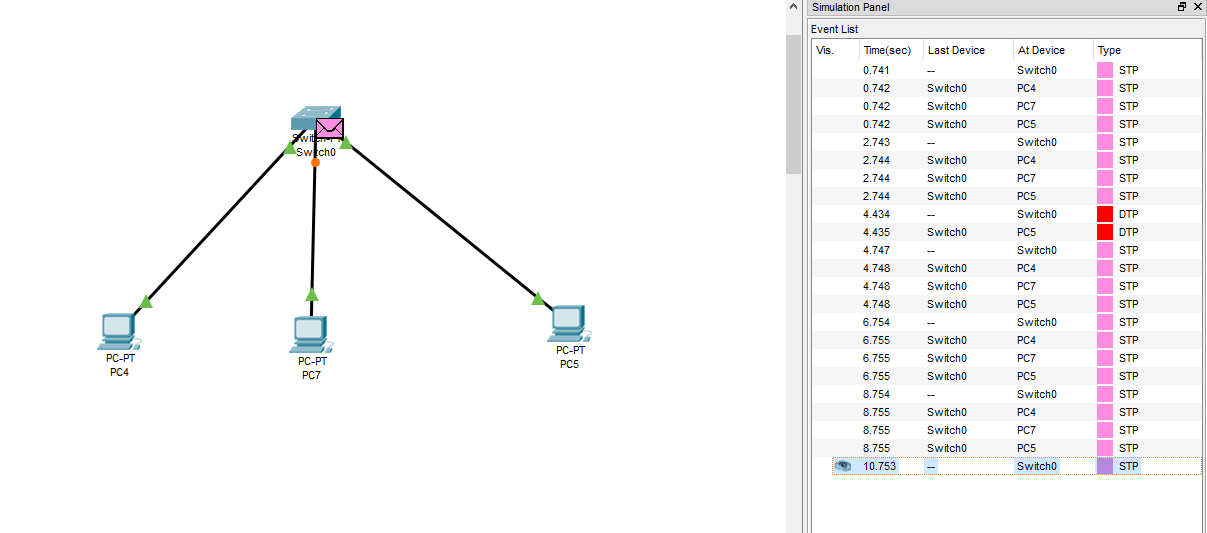 Simulation Panel
Event List
Vis. Time(sec) Last Device At Device Type
0.741 -- Switch0 STP
0.742 Switch0 PC4 STP
0.742 Switch0 PC7 STP
0.742 Switch0 PC5 STP
2.743 -- Switch0 STP
2.744 Switch0 PC4 STP
2.744 Switch0 PC7 STP
2.744 Switch0 PC5 STP
4.434 -- Switch0 DTP
4.435 Switch0 PC5 DTP
4.747 -- Switch0 STP
4.748 Switch0 PC4 STP
4.748 Switch0 PC7 STP
4.748 Switch0 PC5 STP
6.754 -- Switch0 STP
6.755 Switch0 PC4 STP
6.755 Switch0 PC7 STP
6.755 Switch0 PC5 STP
8.754 -- Switch0 STP
8.755 Switch0 PC4 STP
8.755 Switch0 PC7 STP
8.755 Switch0 PC5 STP
10.753 -- Switch0 STP
Switch0
PC-PT
PC4
PC-PT
PC7
PC-PT
PC5